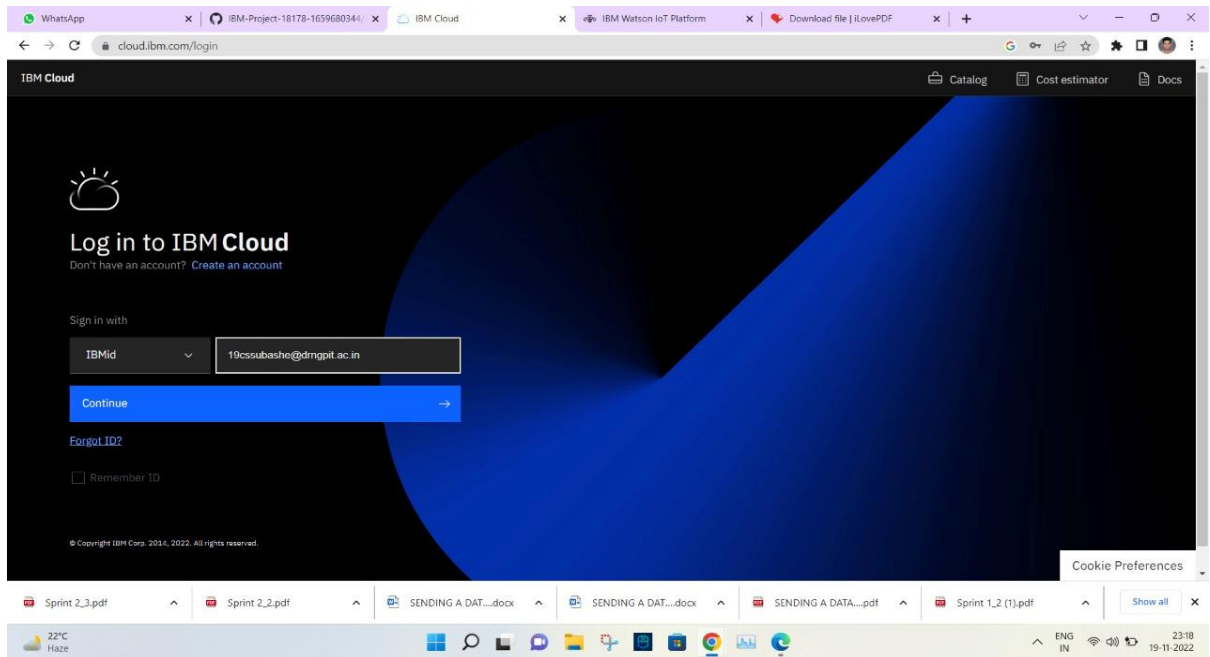 WhatsApp
IBM-Project-18178-1659680344/
IBM Cloud
IBM Watson IoT Platform
Download file | iLovePDF
cloud.ibm.com/login
IBM Cloud
Catalog
Cost estimator
Docs
Log in to IBM Cloud
Don't have an account? Create an account
Sign in with
IBMid
19cssubashe@drngpit.ac.in
Continue
Forgot ID?
Remember ID
© Copyright IBM Corp. 2014, 2022. All rights reserved.
Cookie Preferences
Sprint 2_3.pdf
Sprint 2_2.pdf
SENDING A DAT....docx
SENDING A DAT....docx
SENDING A DATA....pdf
Sprint 1_2 (1).pdf
Show all
22°C
Haze
ENG
IN
23:18
19-11-2022